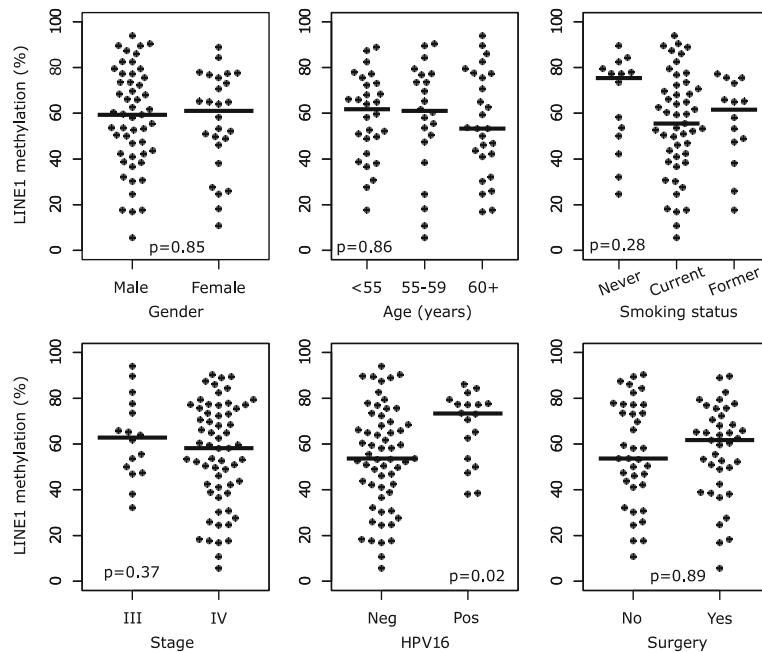 LINE1 methylation (%)
0 20 40 60 80 100
p=0.85
Male Female
Gender
0 20 40 60 80 100
p=0.86
<55 55-59 60+
Age (years)
0 20 40 60 80 100
p=0.28
Never Current Former
Smoking status
LINE1 methylation (%)
0 20 40 60 80 100
p=0.37
III IV
Stage
0 20 40 60 80 100
p=0.02
Neg Pos
HPV16
0 20 40 60 80 100
p=0.89
No Yes
Surgery